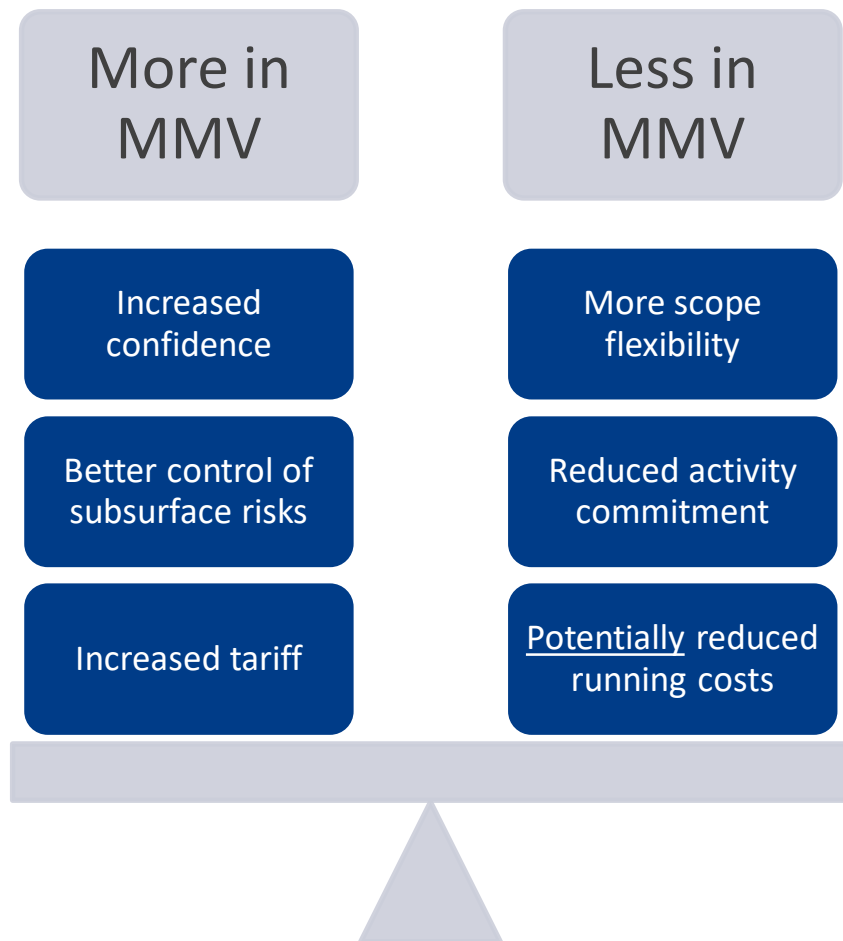 More in
MMV
Less in
MMV
Increased
confidence
More scope
flexibility
Better control of
subsurface risks
Reduced activity
commitment
Increased tariff
Potentially reduced
running costs